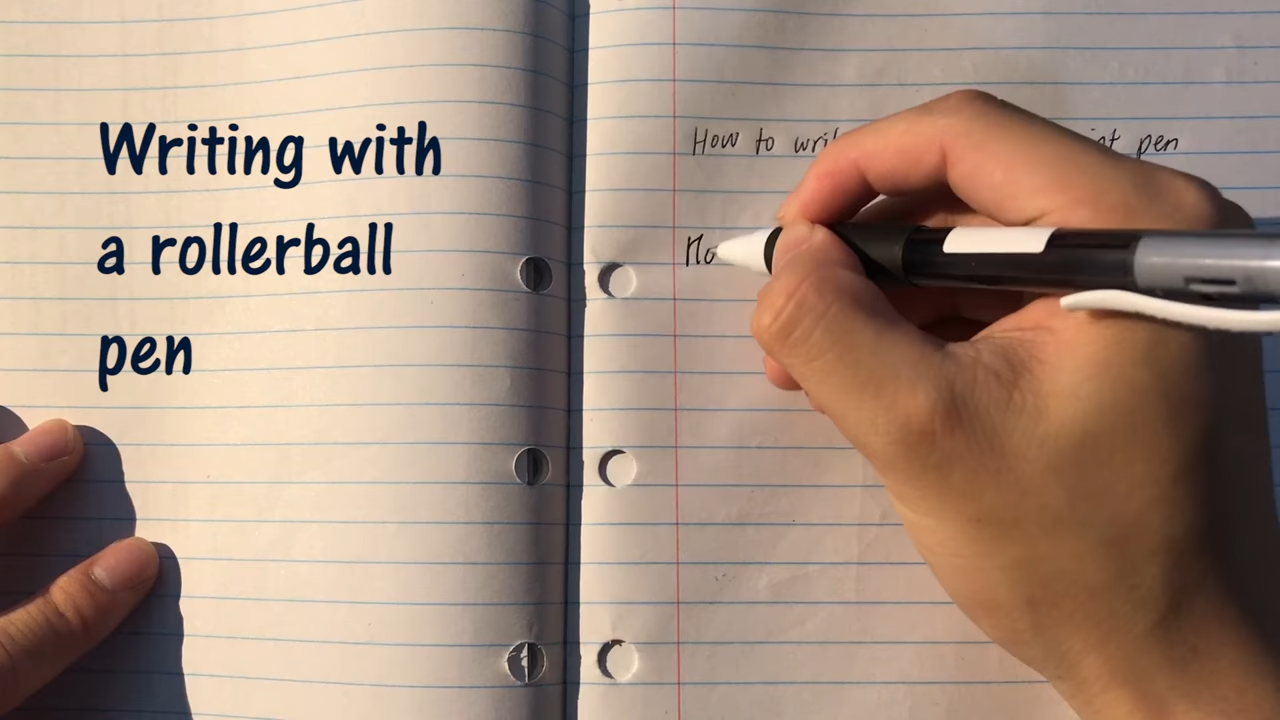 Writing with
a rollerball
pen
How to pen